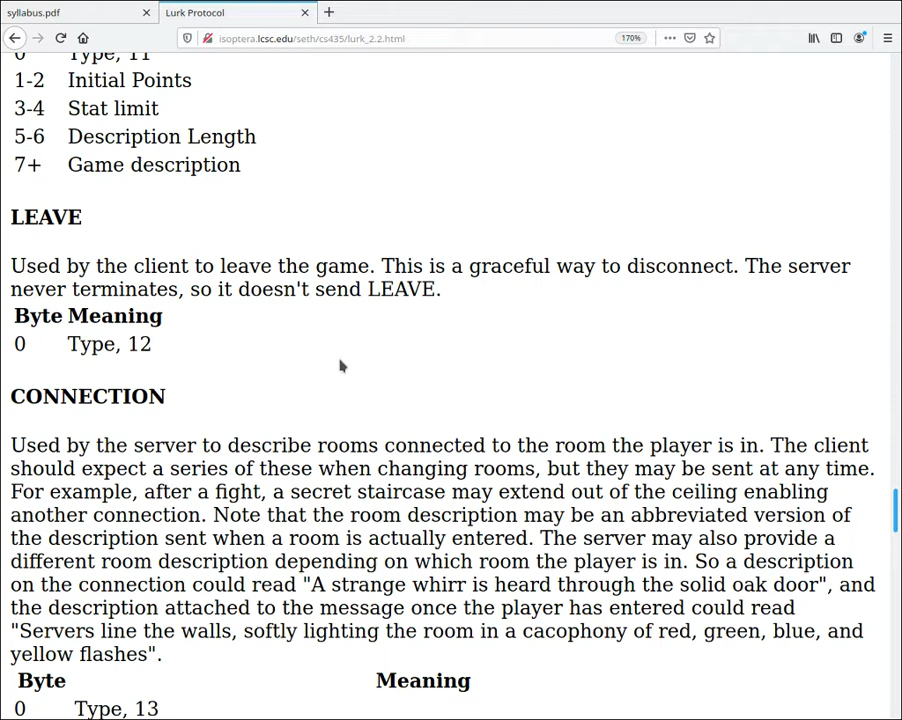 syllabus.pdf
Lurk Protocol
isoptera.lcsc.edu/seth/cs435/lurk_2.2.html
170%
0 Type, 11
1-2 Initial Points
3-4 Stat limit
5-6 Description Length
7+ Game description
LEAVE
Used by the client to leave the game. This is a graceful way to disconnect. The server
never terminates, so it doesn't send LEAVE.
Byte Meaning
0 Type, 12
CONNECTION
Used by the server to describe rooms connected to the room the player is in. The client
should expect a series of these when changing rooms, but they may be sent at any time.
For example, after a fight, a secret staircase may extend out of the ceiling enabling
another connection. Note that the room description may be an abbreviated version of
the description sent when a room is actually entered. The server may also provide a
different room description depending on which room the player is in. So a description
on the connection could read "A strange whirr is heard through the solid oak door", and
the description attached to the message once the player has entered could read
"Servers line the walls, softly lighting the room in a cacophony of red, green, blue, and
yellow flashes".
Byte Meaning
0 Type, 13